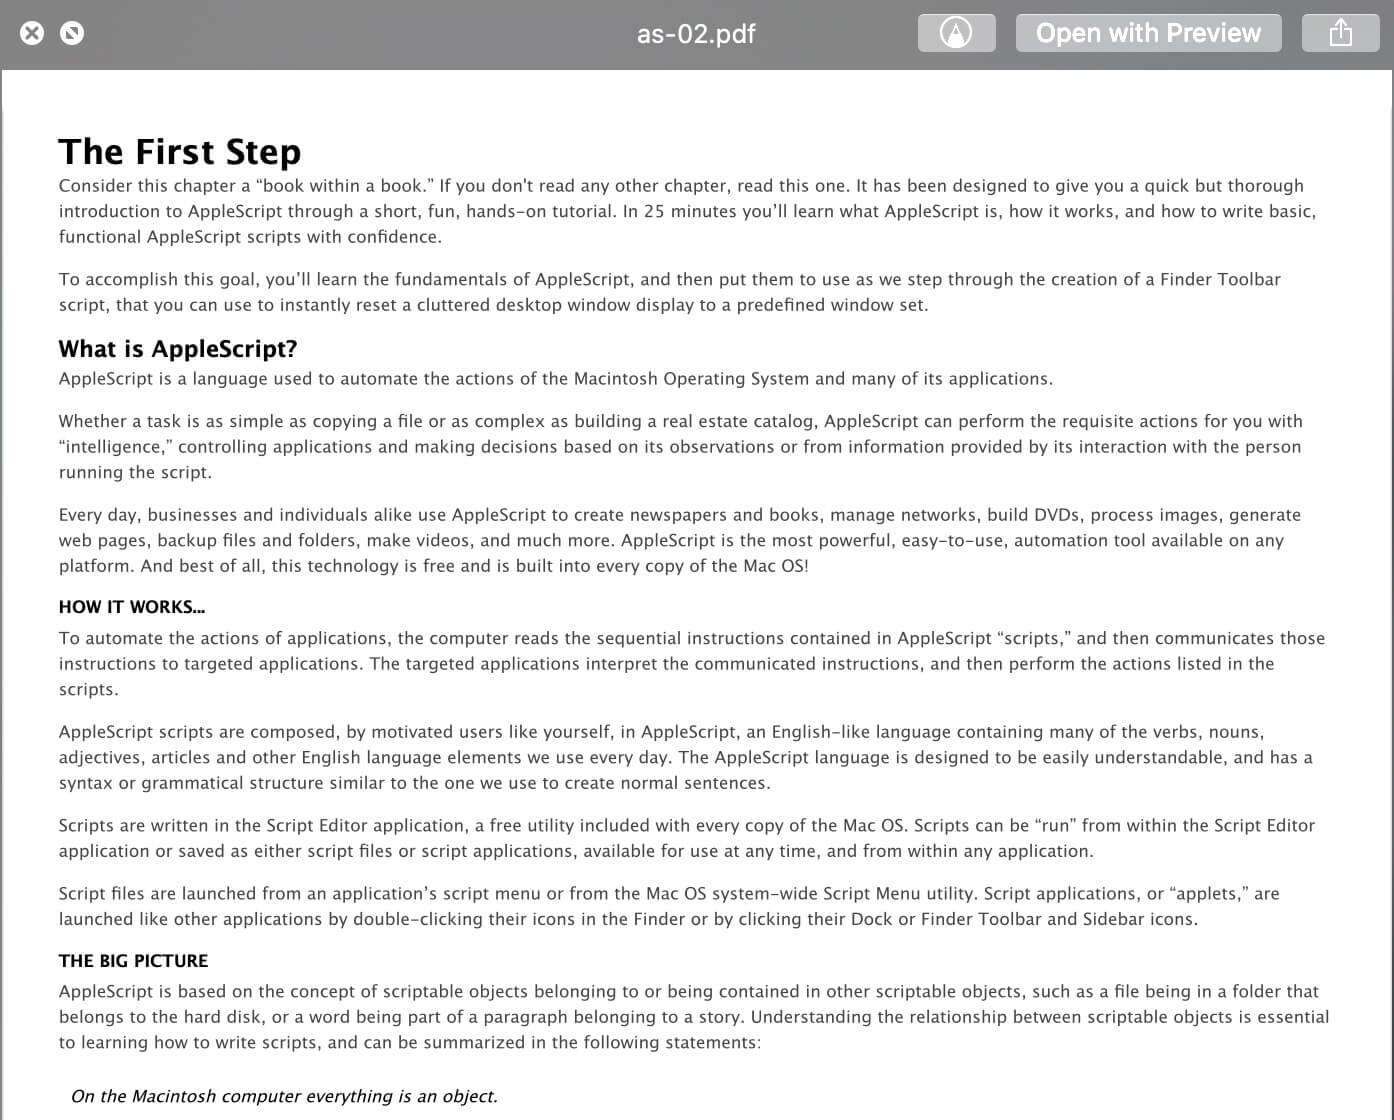 as-02.pdf
Open with Preview
The First Step
Consider this chapter a “book within a book.” If you don't read any other chapter, read this one. It has been designed to give you a quick but thorough
introduction to AppleScript through a short, fun, hands-on tutorial. In 25 minutes you’ll learn what AppleScript is, how it works, and how to write basic,
functional AppleScript scripts with confidence.
To accomplish this goal, you’ll learn the fundamentals of AppleScript, and then put them to use as we step through the creation of a Finder Toolbar
script, that you can use to instantly reset a cluttered desktop window display to a predefined window set.
What is AppleScript?
AppleScript is a language used to automate the actions of the Macintosh Operating System and many of its applications.
Whether a task is as simple as copying a file or as complex as building a real estate catalog, AppleScript can perform the requisite actions for you with
“intelligence,” controlling applications and making decisions based on its observations or from information provided by its interaction with the person
running the script.
Every day, businesses and individuals alike use AppleScript to create newspapers and books, manage networks, build DVDs, process images, generate
web pages, backup files and folders, make videos, and much more. AppleScript is the most powerful, easy-to-use, automation tool available on any
platform. And best of all, this technology is free and is built into every copy of the Mac OS!
HOW IT WORKS...
To automate the actions of applications, the computer reads the sequential instructions contained in AppleScript “scripts,” and then communicates those
instructions to targeted applications. The targeted applications interpret the communicated instructions, and then perform the actions listed in the
scripts.
AppleScript scripts are composed, by motivated users like yourself, in AppleScript, an English-like language containing many of the verbs, nouns,
adjectives, articles and other English language elements we use every day. The AppleScript language is designed to be easily understandable, and has a
syntax or grammatical structure similar to the one we use to create normal sentences.
Scripts are written in the Script Editor application, a free utility included with every copy of the Mac OS. Scripts can be “run” from within the Script Editor
application or saved as either script files or script applications, available for use at any time, and from within any application.
Script files are launched from an application’s script menu or from the Mac OS system-wide Script Menu utility. Script applications, or “applets,” are
launched like other applications by double-clicking their icons in the Finder or by clicking their Dock or Finder Toolbar and Sidebar icons.
THE BIG PICTURE
AppleScript is based on the concept of scriptable objects belonging to or being contained in other scriptable objects, such as a file being in a folder that
belongs to the hard disk, or a word being part of a paragraph belonging to a story. Understanding the relationship between scriptable objects is essential
to learning how to write scripts, and can be summarized in the following statements:
On the Macintosh computer everything is an object.